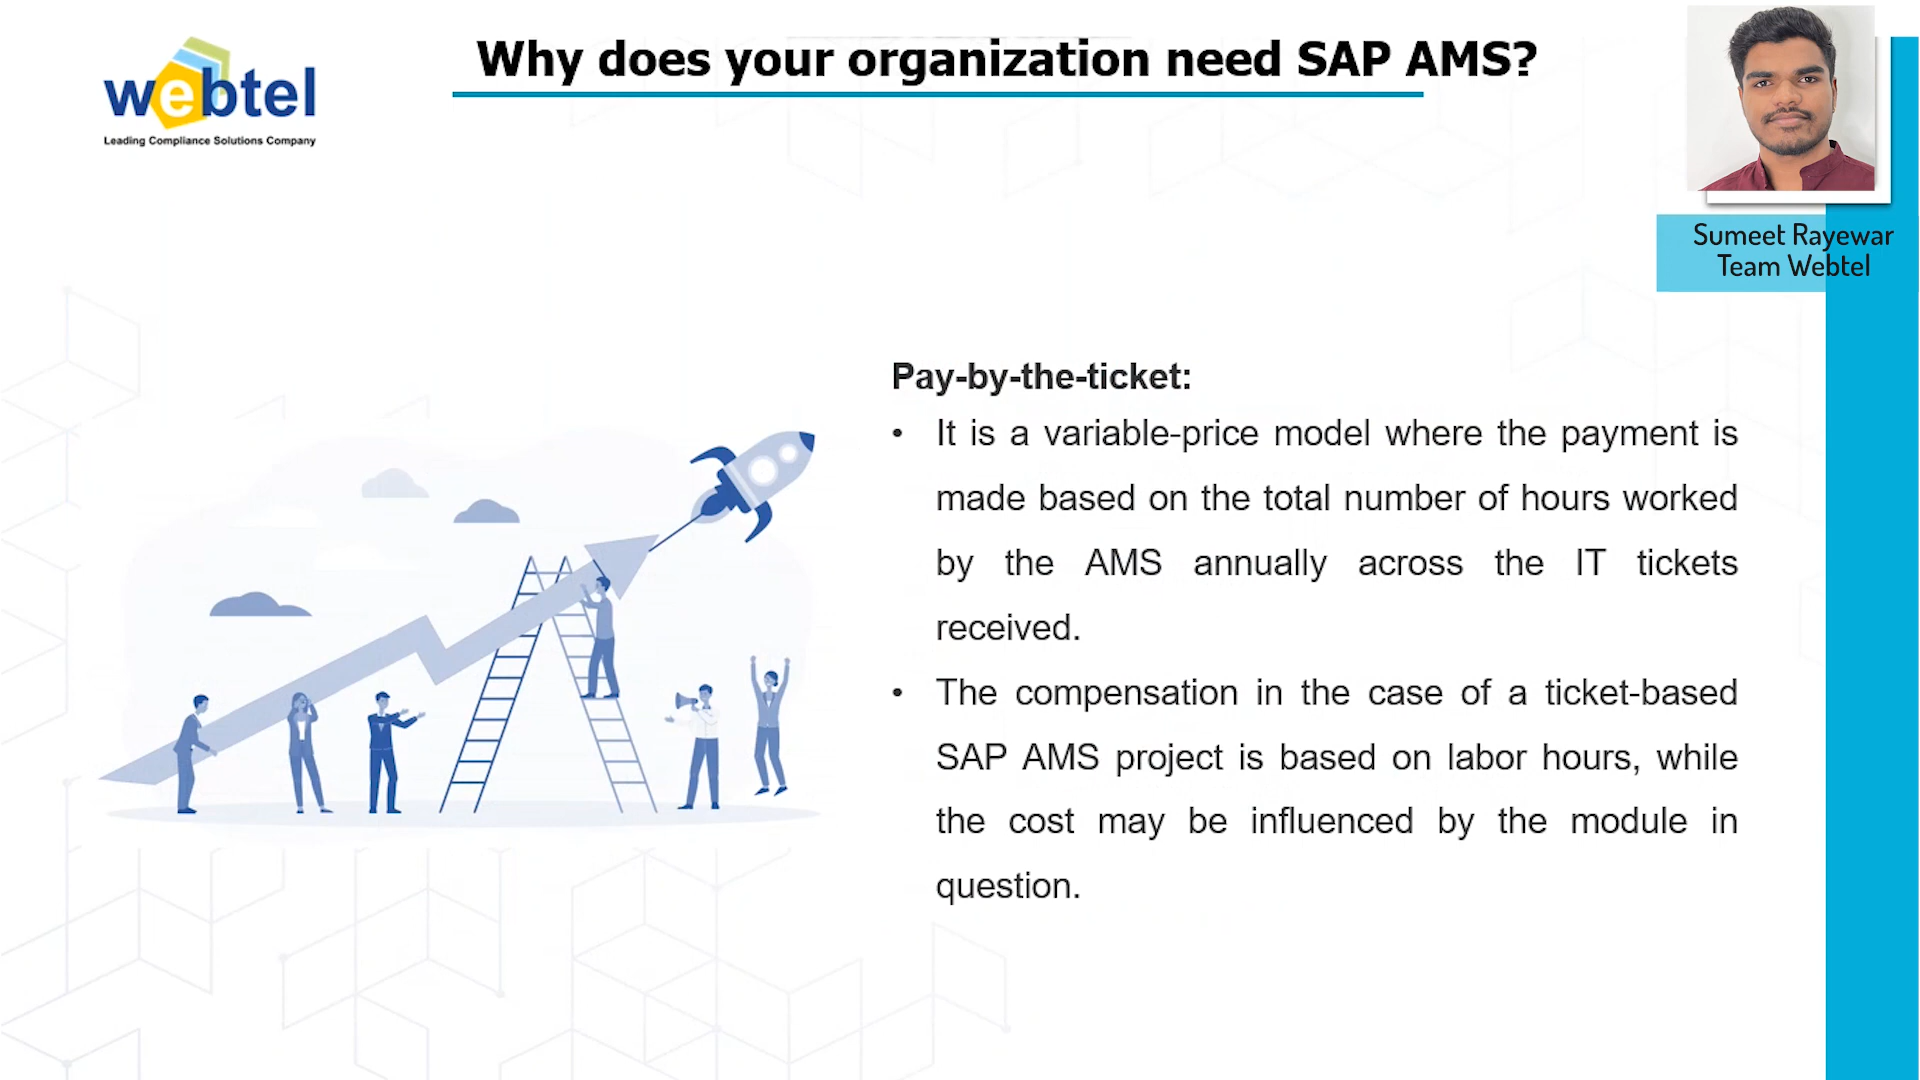 webtel
Leading Compliance Solutions Company
Why does your organization need SAP AMS?
Sumeet Rayewar
Team Webtel
Pay-by-the-ticket:
• It is a variable-price model where the payment is
made based on the total number of hours worked
by the AMS annually across the IT tickets
received.
• The compensation in the case of a ticket-based
SAP AMS project is based on labor hours, while
the cost may be influenced by the module in
question.